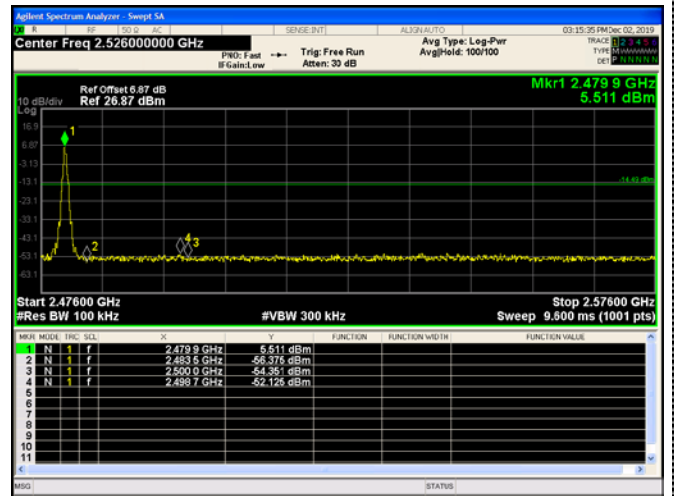 Agilent Spectrum Analyzer - Swept SA
R RF 50 Ω AC SENSE:INT ALIGNAUTO 03:15:35 PM Dec 02, 2019
Center Freq 2.526000000 GHz
PNO: Fast
IFGain:Low
Trig: Free Run
Atten: 30 dB
Avg Type: Log-Pwr
Avg|Hold: 100/100
TRACE 1 2 3 4 5 6
TYPE M
DET P N N N N N
Mkr1 2.479 9 GHz
5.511 dBm
Ref Offset 6.87 dB
10 dB/div Ref 26.87 dBm
Log
16.9
1
6.87
-3.13
-13.1
-14.49 dBm
-23.1
-33.1
-43.1
2
4
3
-53.1
-63.1
Start 2.47600 GHz Stop 2.57600 GHz
#Res BW 100 kHz #VBW 300 kHz Sweep 9.600 ms (1001 pts)
MKR MODE TRC SCL X Y FUNCTION FUNCTION WIDTH FUNCTION VALUE
1 N 1 f 2.479 9 GHz 5.511 dBm
2 N 1 f 2.483 5 GHz -56.375 dBm
3 N 1 f 2.500 0 GHz -54.351 dBm
4 N 1 f 2.498 7 GHz -52.125 dBm
5
6
7
8
9
10
11
MSG STATUS